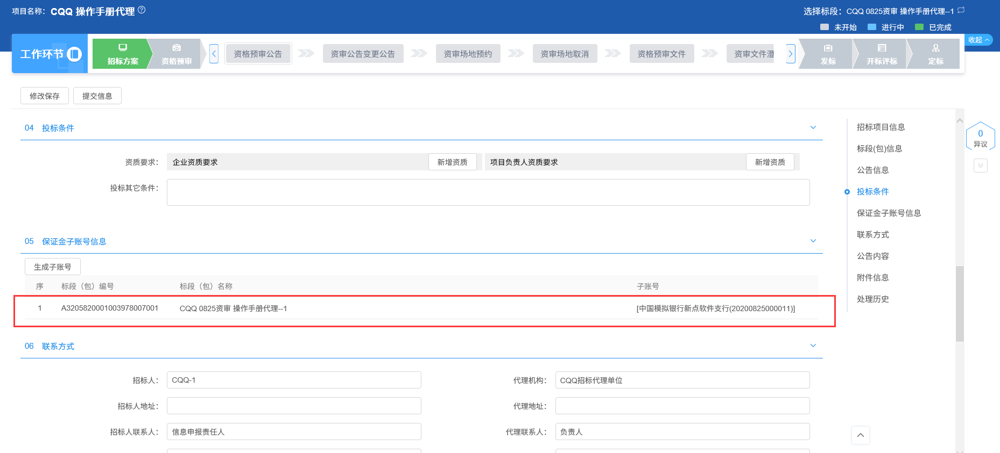 项目名称：CQQ 操作手册代理 ?
选择标段：CQQ 0825资审 操作手册代理--1
未开始 进行中 已完成
工作环节
招标方案
资格预审
资格预审公告
资审公告变更公告
资审场地预约
资审场地取消
资格预审文件
资审文件澄
发标
开标评标
定标
收起
修改保存
提交信息
04 投标条件
资质要求：
企业资质要求
新增资质
项目负责人资质要求
新增资质
投标其它条件：
05 保证金子账号信息
生成子账号
序 标段（包）编号 标段（包）名称 子账号
1 A3205820001003978007001 CQQ 0825资审 操作手册代理--1 [中国模拟银行新点软件支行(20200825000011)]
06 联系方式
招标人： CQQ-1
代理机构： CQQ招标代理单位
招标人地址：
代理地址：
招标人联系人： 信息申报责任人
代理联系人： 负责人
招标项目信息
标段(包)信息
公告信息
投标条件
保证金子账号信息
联系方式
公告内容
附件信息
处理历史
0
异议